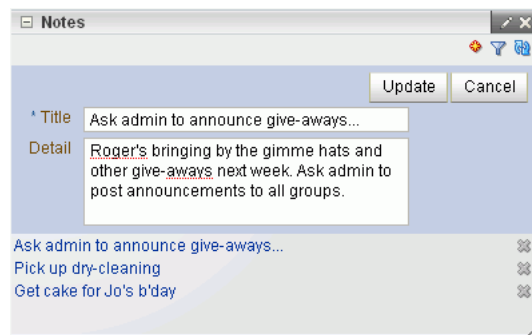 Notes
Update Cancel
* Title Ask admin to announce give-aways...
Detail Roger's bringing by the gimme hats and
other give-aways next week. Ask admin to
post announcements to all groups.
Ask admin to announce give-aways...
Pick up dry-cleaning
Get cake for Jo's b'day